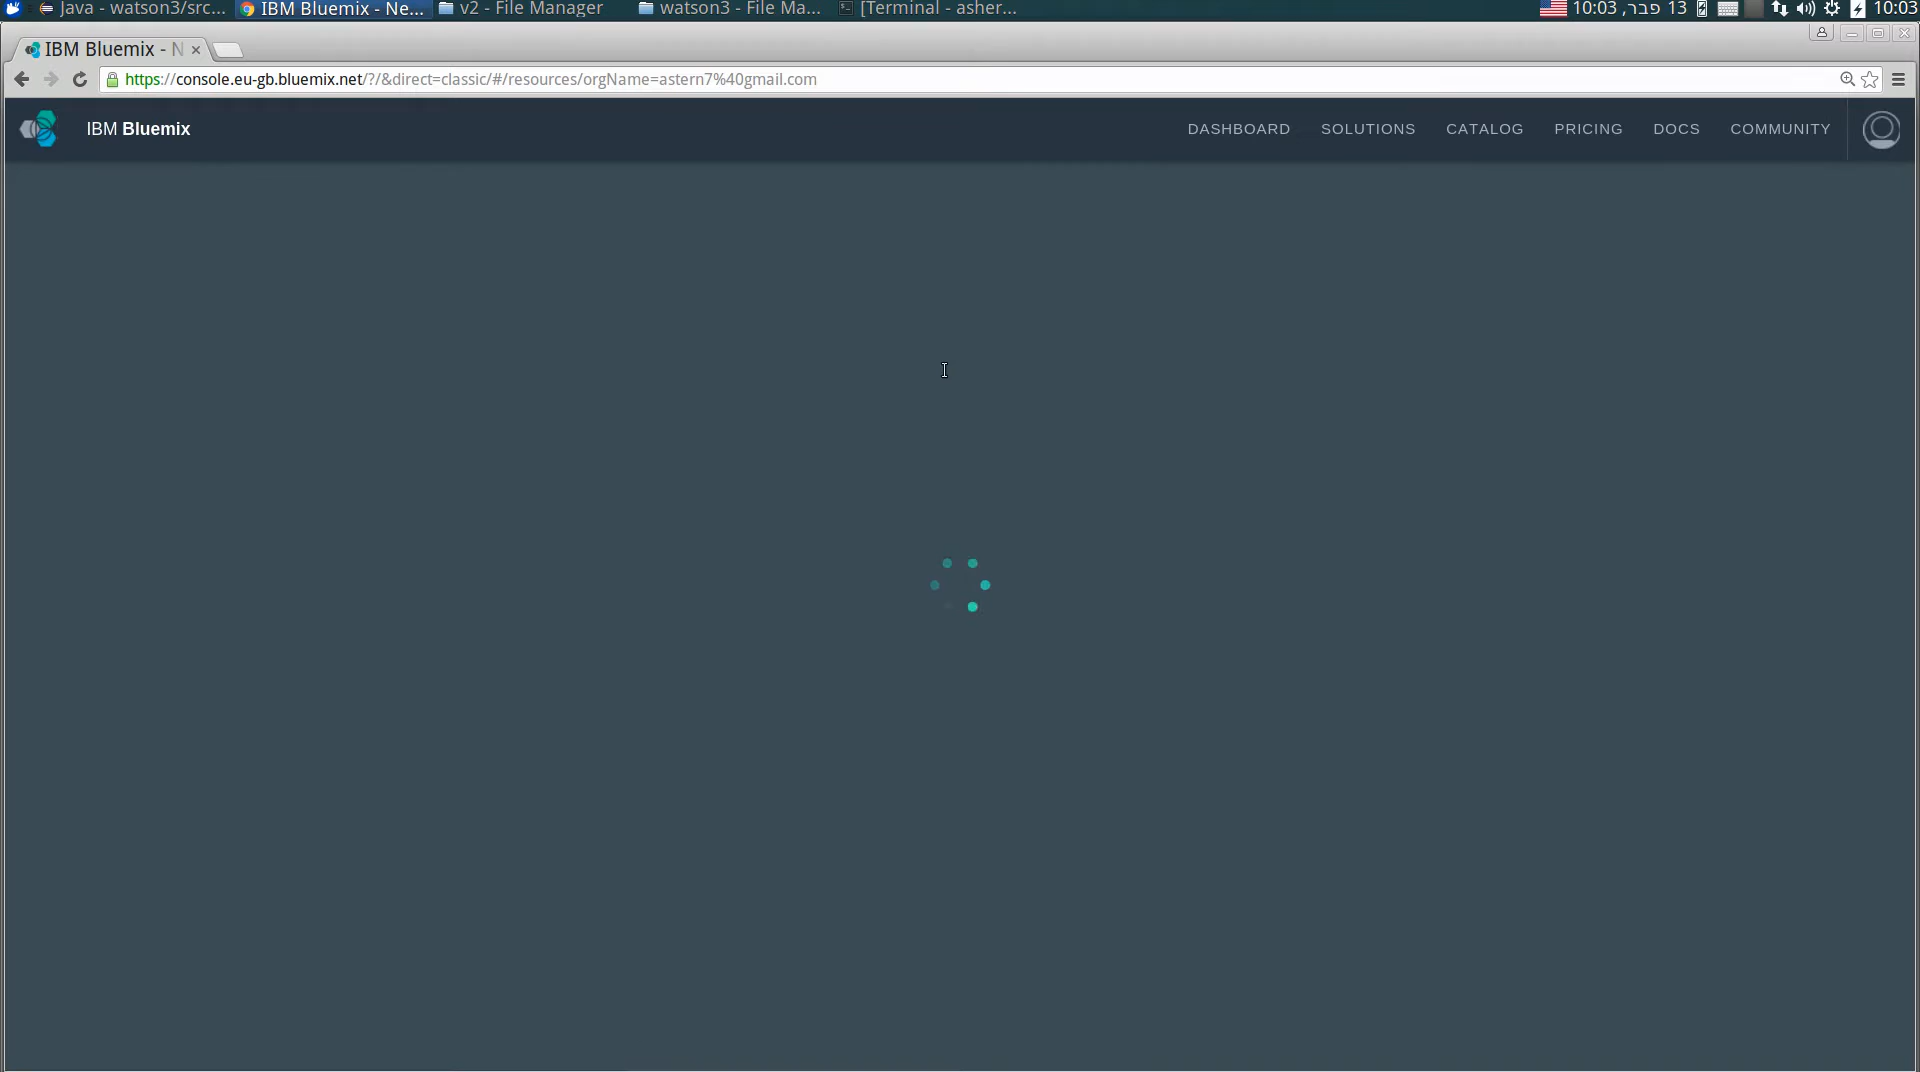 Java - watson3/src... IBM Bluemix - Ne... v2 - File Manager watson3 - File Ma... [Terminal - asher... 10:03 ,פבר 13 10:03
IBM Bluemix - N
https://console.eu-gb.bluemix.net/?/&direct=classic/#/resources/orgName=astern7%40gmail.com
IBM Bluemix DASHBOARD SOLUTIONS CATALOG PRICING DOCS COMMUNITY